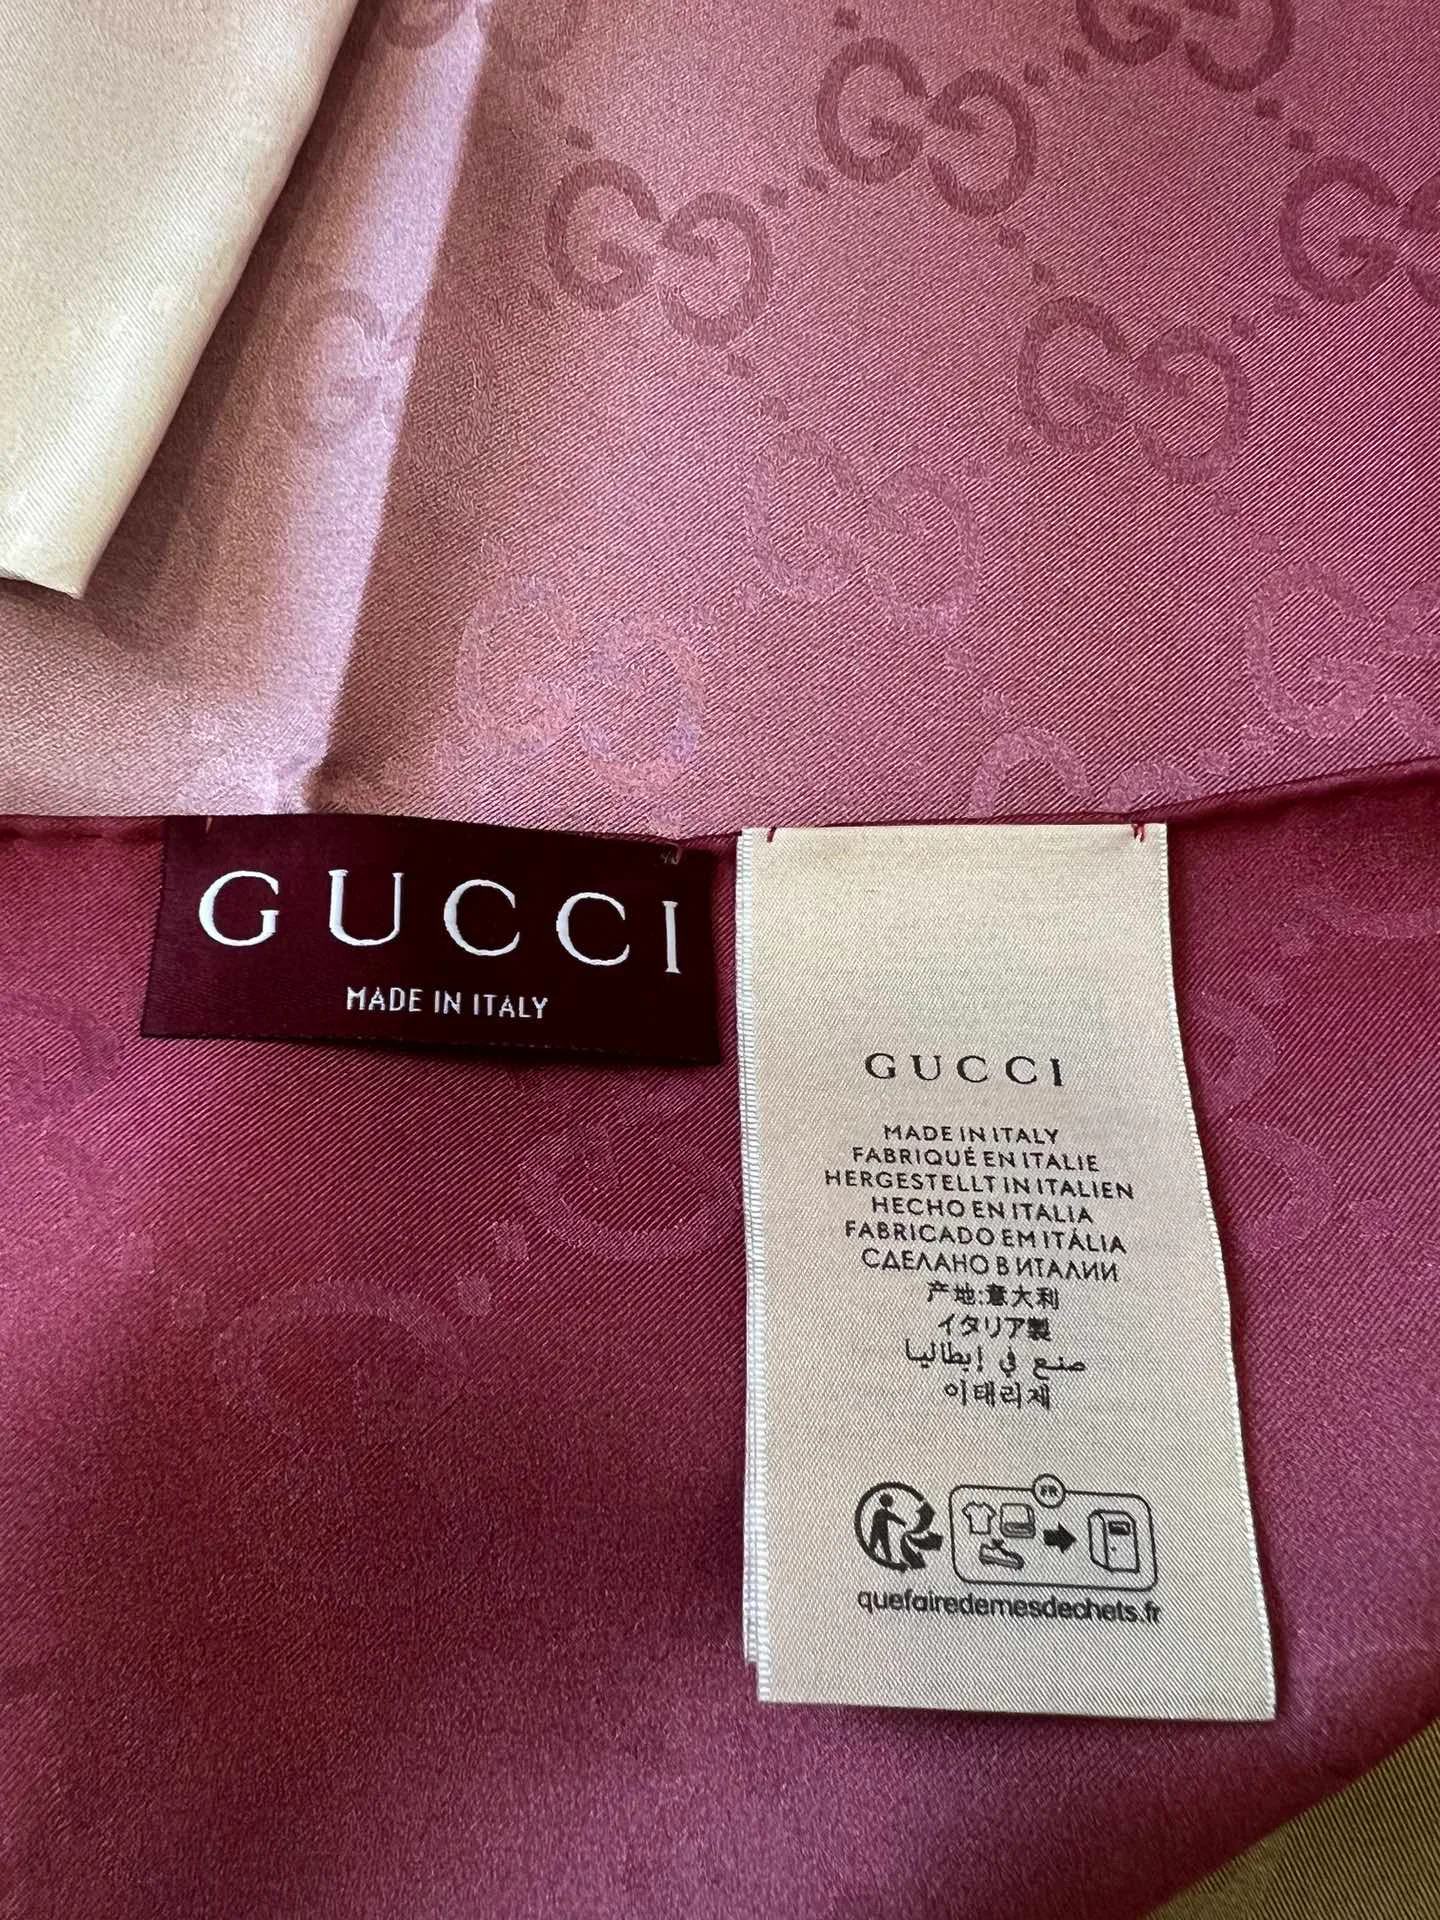 GUCCI
MADE IN ITALY
GUCCI
MADE IN ITALY
FABRIQUÉ EN ITALIE
HERGESTELLT IN ITALIEN
HECHO EN ITALIA
FABRICADO EM ITÁLIA
СДЕЛАНО В ИТАЛИИ
产地:意大利
イタリア製
صنع في إيطاليا
이태리제
FR
quefairedemesdechets.fr